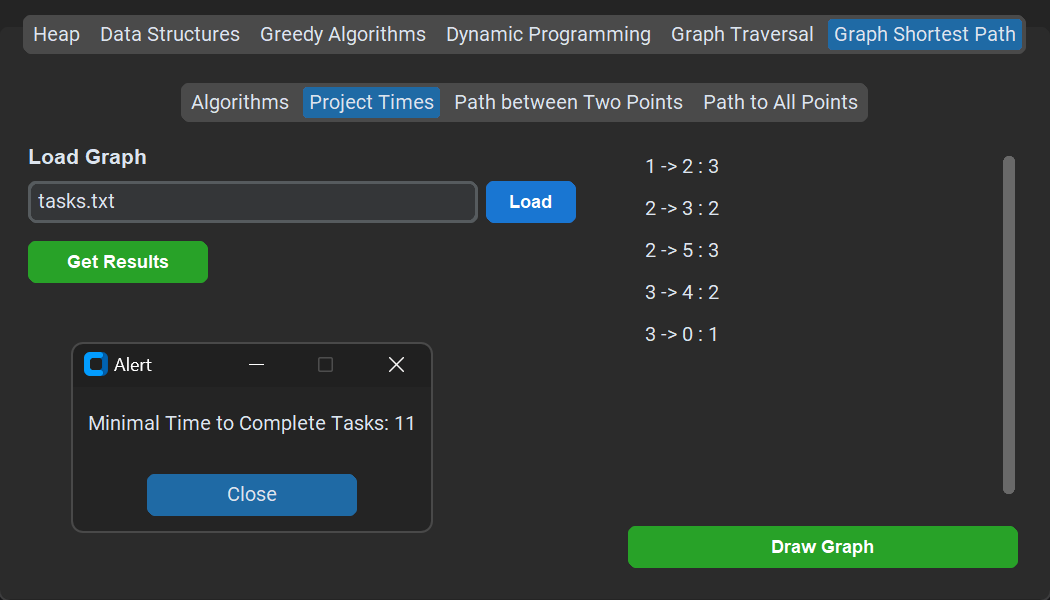 Heap Data Structures Greedy Algorithms Dynamic Programming Graph Traversal Graph Shortest Path
Algorithms Project Times Path between Two Points Path to All Points
Load Graph
tasks.txt Load
Get Results
Alert
Minimal Time to Complete Tasks: 11
Close
1 -> 2 : 3
2 -> 3 : 2
2 -> 5 : 3
3 -> 4 : 2
3 -> 0 : 1
Draw Graph